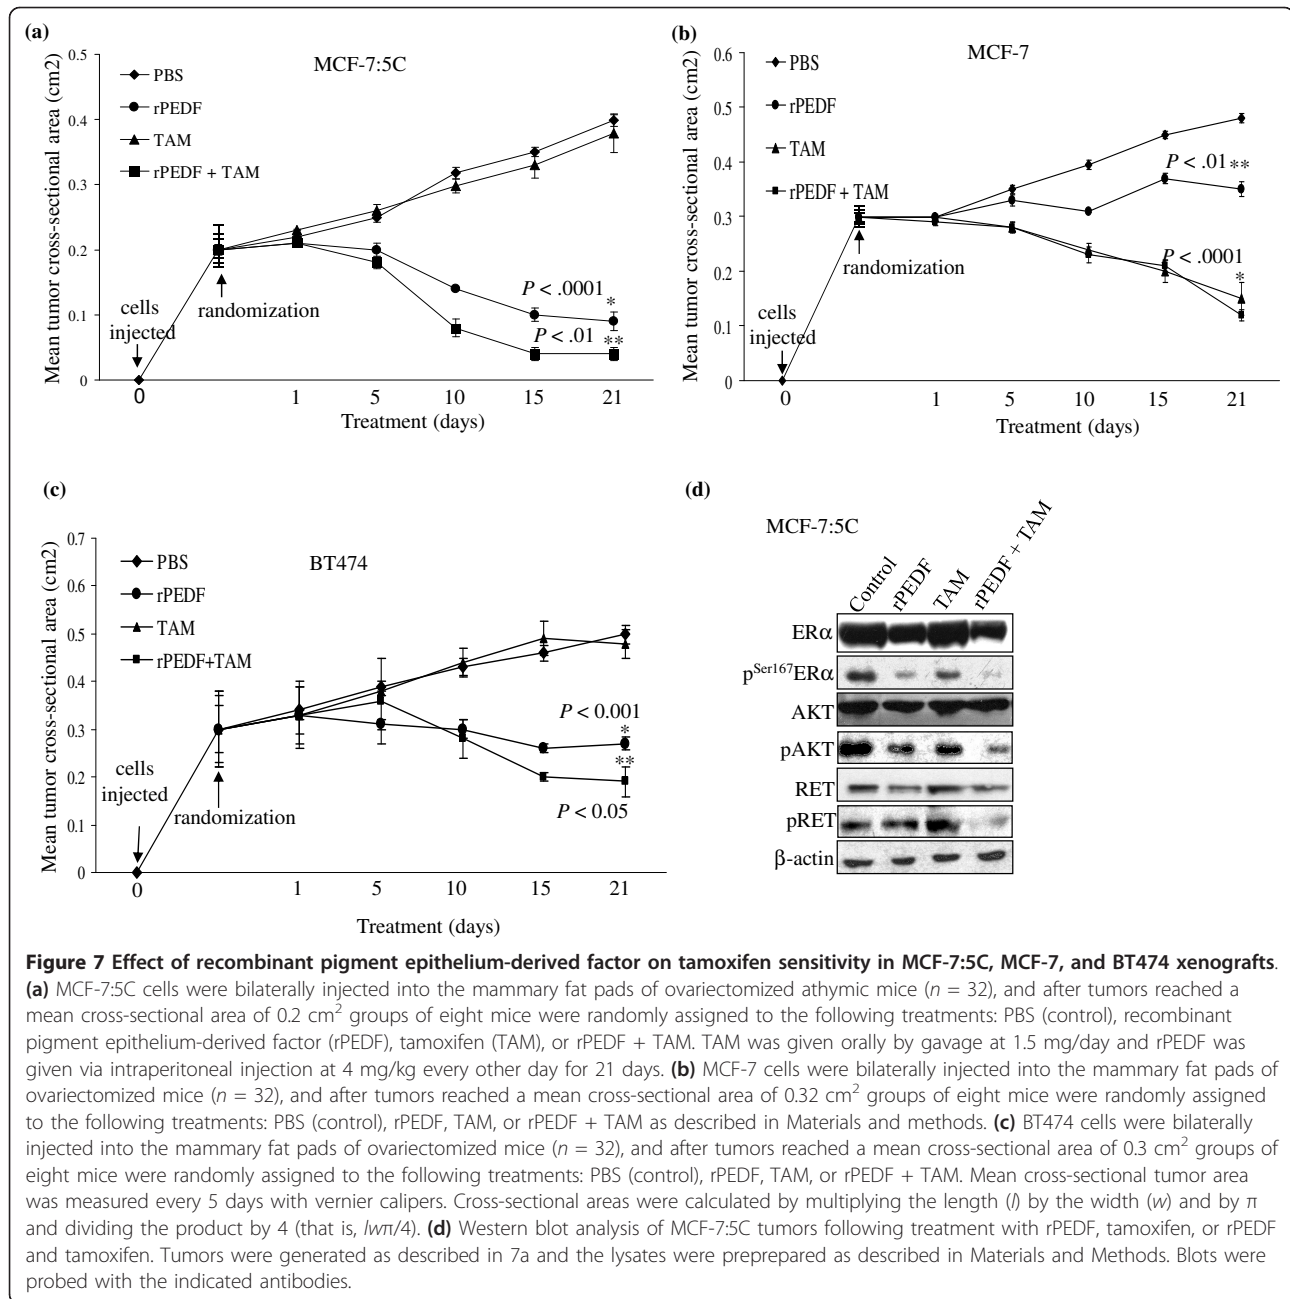 (a)
MCF-7:5C
Mean tumor cross-sectional area (cm2)
0.5
0.4
0.3
0.2
0.1
0
PBS
rPEDF
TAM
rPEDF + TAM
cells
injected
randomization
P < .0001
*
P < .01 **
0 1 5 10 15 21
Treatment (days)
(b)
MCF-7
Mean tumor cross-sectional area (cm2)
0.6
0.5
0.4
0.3
0.2
0.1
0
PBS
rPEDF
TAM
rPEDF + TAM
cells
injected
randomization
P < .01 **
P < .0001
*
0 1 5 10 15 21
Treatment (days)
(c)
BT474
Mean tumor cross-sectional area (cm2)
0.7
0.6
0.5
0.4
0.3
0.2
0.1
0
PBS
rPEDF
TAM
rPEDF+TAM
cells
injected
randomization
P < 0.001
*
**
P < 0.05
0 1 5 10 15 21
Treatment (days)
(d)
MCF-7:5C
Control rPEDF TAM rPEDF + TAM
ERα
pSer167ERα
AKT
pAKT
RET
pRET
β-actin
Figure 7 Effect of recombinant pigment epithelium-derived factor on tamoxifen sensitivity in MCF-7:5C, MCF-7, and BT474 xenografts.
(a) MCF-7:5C cells were bilaterally injected into the mammary fat pads of ovariectomized athymic mice (n = 32), and after tumors reached a
mean cross-sectional area of 0.2 cm2 groups of eight mice were randomly assigned to the following treatments: PBS (control), recombinant
pigment epithelium-derived factor (rPEDF), tamoxifen (TAM), or rPEDF + TAM. TAM was given orally by gavage at 1.5 mg/day and rPEDF was
given via intraperitoneal injection at 4 mg/kg every other day for 21 days. (b) MCF-7 cells were bilaterally injected into the mammary fat pads of
ovariectomized mice (n = 32), and after tumors reached a mean cross-sectional area of 0.32 cm2 groups of eight mice were randomly assigned
to the following treatments: PBS (control), rPEDF, TAM, or rPEDF + TAM as described in Materials and methods. (c) BT474 cells were bilaterally
injected into the mammary fat pads of ovariectomized mice (n = 32), and after tumors reached a mean cross-sectional area of 0.3 cm2 groups of
eight mice were randomly assigned to the following treatments: PBS (control), rPEDF, TAM, or rPEDF + TAM. Mean cross-sectional tumor area
was measured every 5 days with vernier calipers. Cross-sectional areas were calculated by multiplying the length (l) by the width (w) and by π
and dividing the product by 4 (that is, lwπ/4). (d) Western blot analysis of MCF-7:5C tumors following treatment with rPEDF, tamoxifen, or rPEDF
and tamoxifen. Tumors were generated as described in 7a and the lysates were preprepared as described in Materials and Methods. Blots were
probed with the indicated antibodies.